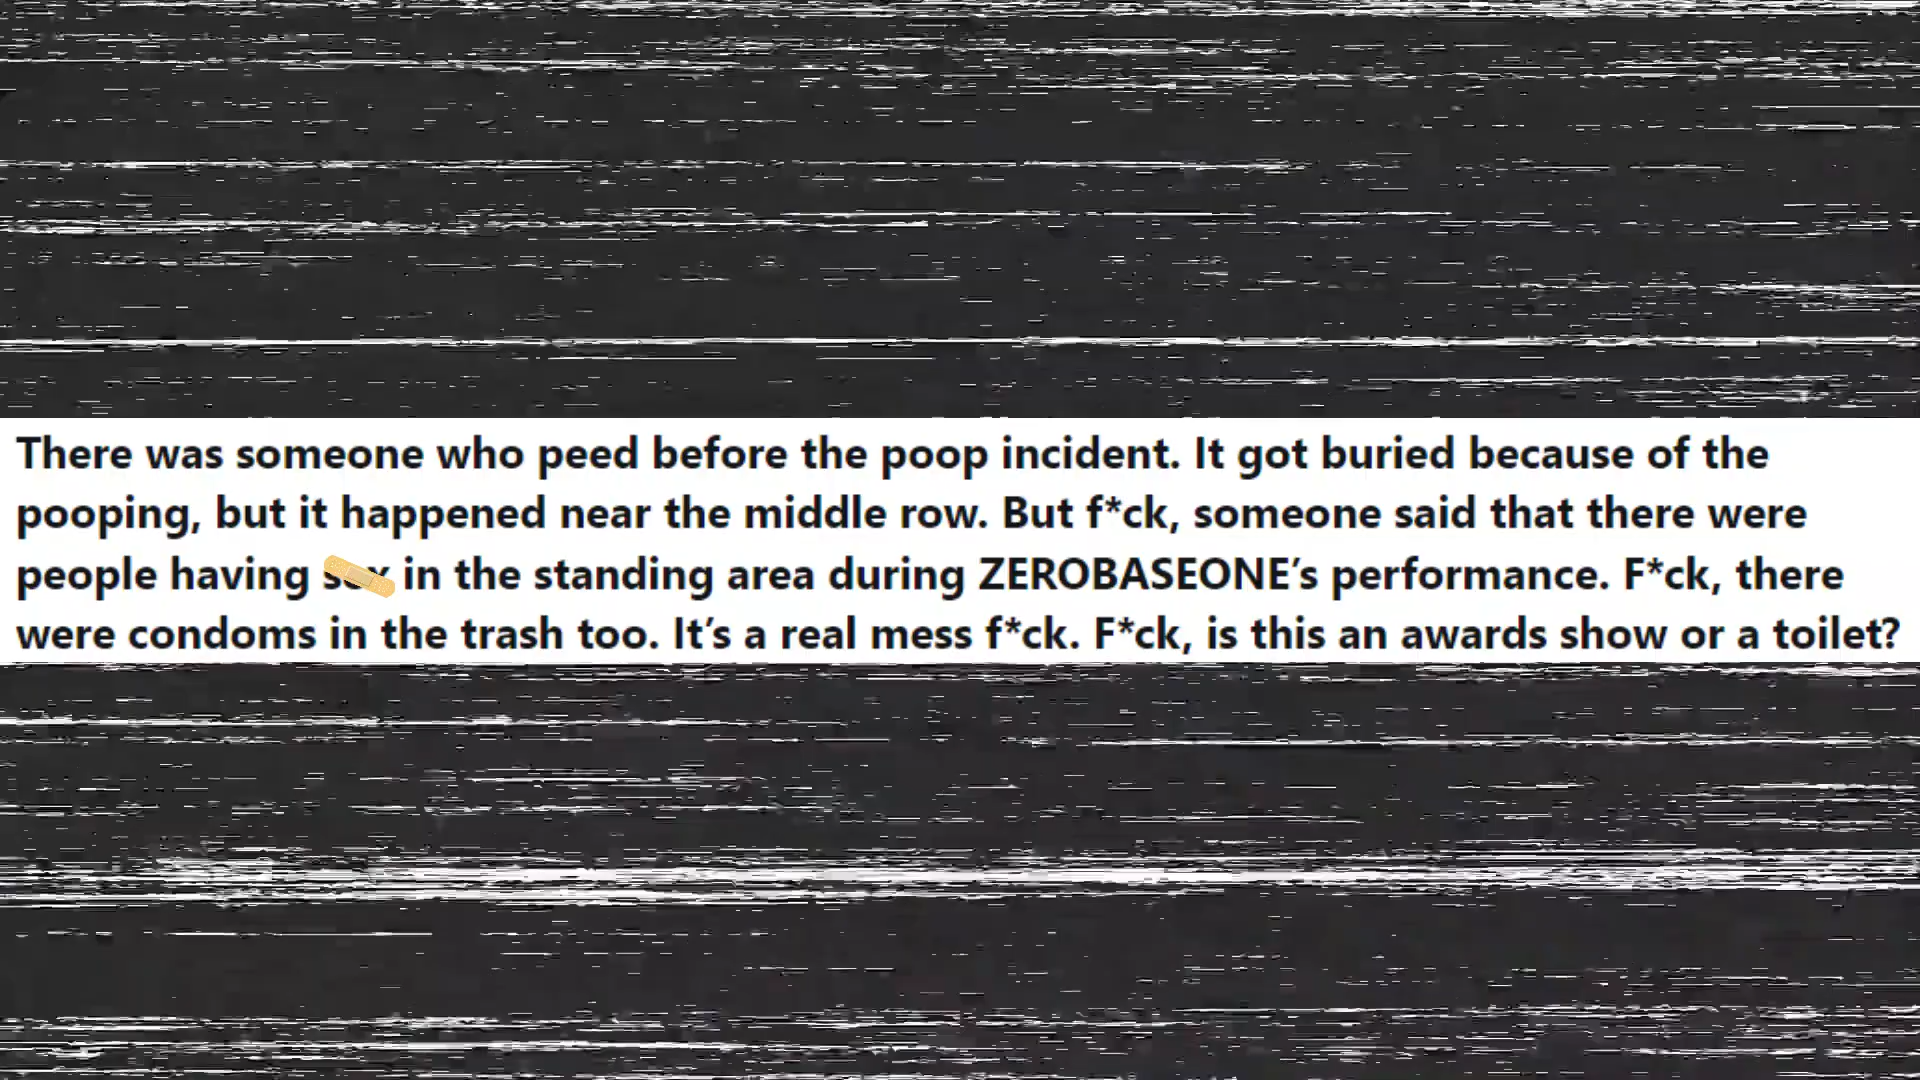 There was someone who peed before the poop incident. It got buried because of the
pooping, but it happened near the middle row. But f*ck, someone said that there were
people having sex in the standing area during ZEROBASEONE’s performance. F*ck, there
were condoms in the trash too. It’s a real mess f*ck. F*ck, is this an awards show or a toilet?